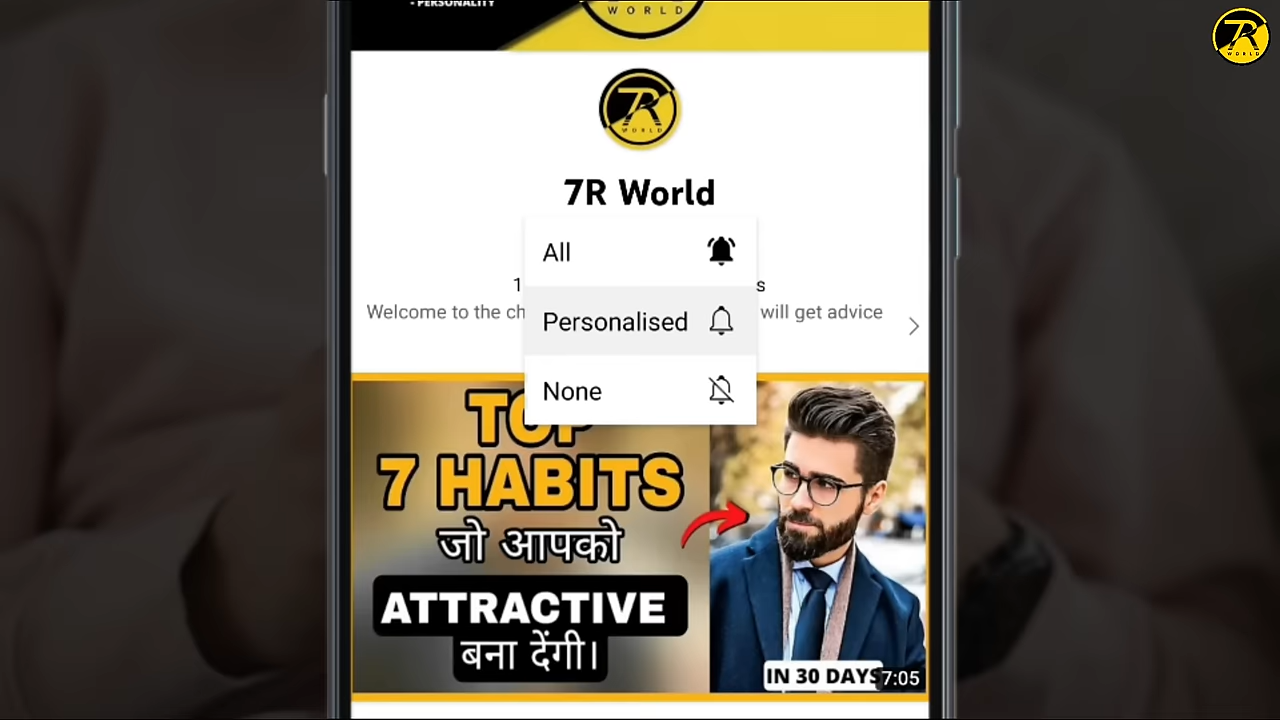 - PERSONALITY
WORLD
7R
WORLD
7R
WORLD
7R World
All
1
s
Personalised
Welcome to the ch
will get advice
None
TOP
7 HABITS
जो आपको
ATTRACTIVE
बना देंगी।
IN 30 DAYS
7:05